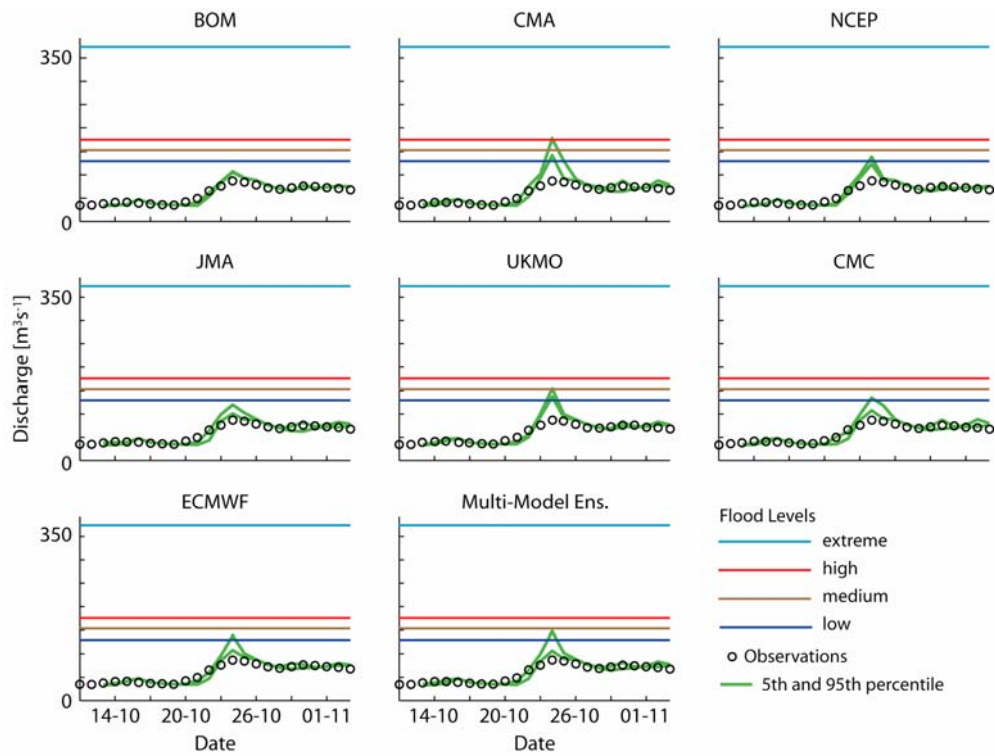 BOM
CMA
NCEP
350
0
JMA
UKMO
CMC
Discharge [m³s⁻¹]
350
0
ECMWF
Multi-Model Ens.
350
0
14-10 20-10 26-10 01-11
14-10 20-10 26-10 01-11
Date
Date
Flood Levels
extreme
high
medium
low
Observations
5th and 95th percentile